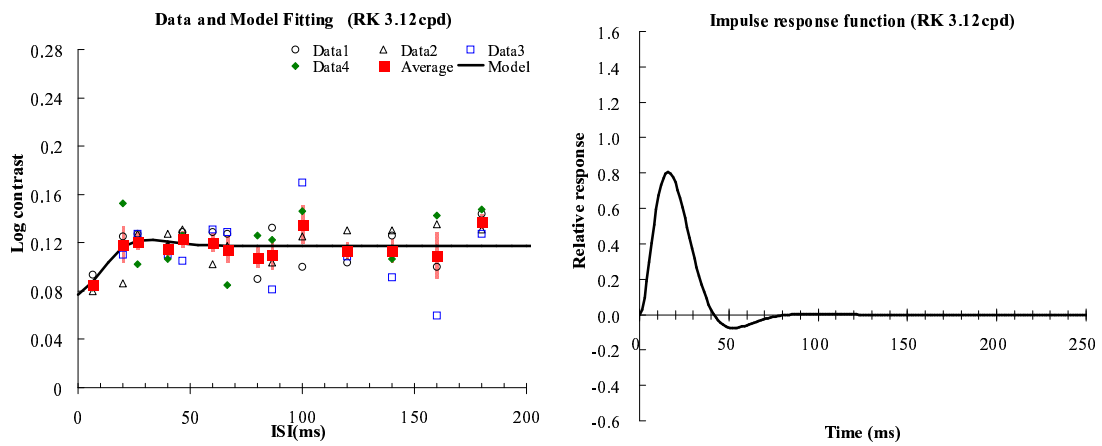 Data and Model Fitting (RK 3.12cpd)
Data1 Data2 Data3
Data4 Average Model
0.28
0.24
0.2
0.16
0.12
0.08
0.04
0
Log contrast
0 50 100 150 200
ISI(ms)
Impulse response function (RK 3.12cpd)
1.6
1.4
1.2
1.0
0.8
0.6
0.4
0.2
0.0
-0.2
-0.4
-0.6
Relative response
0 50 100 150 200 250
Time (ms)